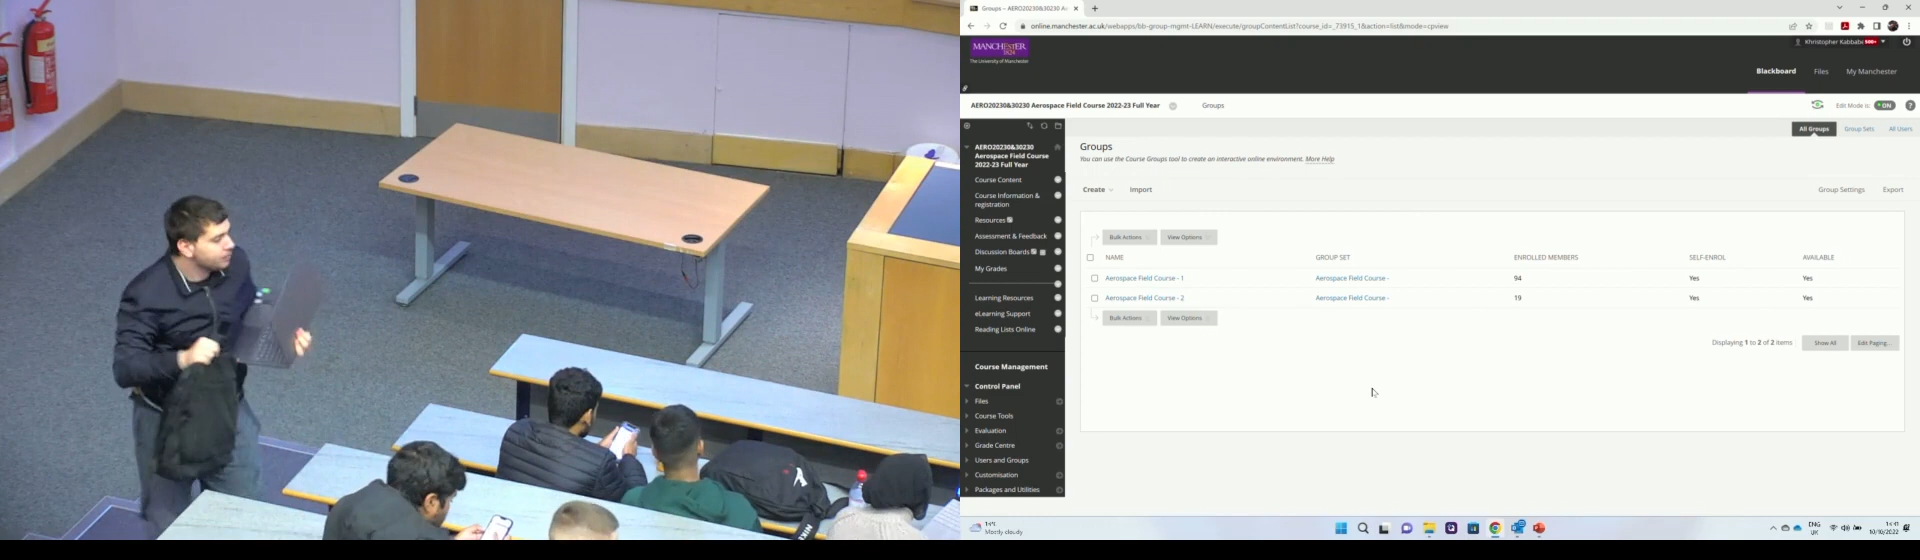 Groups – AERO20230&30230 Ae
online.manchester.ac.uk/webapps/bb-group-mgmt-LEARN/execute/groupContentList?course_id=_73915_1&action=list&mode=cpview
MANCHESTER
1824
The University of Manchester
Khristopher Kabbabe
Blackboard Files My Manchester
AERO20230&30230 Aerospace Field Course 2022-23 Full Year Groups
Edit Mode is: ON ?
All Groups Group Sets All Users
AERO20230&30230
Aerospace Field Course
2022-23 Full Year
Course Content
Course Information &
registration
Resources
Assessment & Feedback
Discussion Boards
My Grades
Learning Resources
eLearning Support
Reading Lists Online
Course Management
Control Panel
Files
Course Tools
Evaluation
Grade Centre
Users and Groups
Customisation
Packages and Utilities
Groups
You can use the Course Groups tool to create an interactive online environment. More Help
Create Import Group Settings Export
Bulk Actions View Options
NAME GROUP SET ENROLLED MEMBERS SELF-ENROL AVAILABLE
Aerospace Field Course - 1 Aerospace Field Course - 94 Yes Yes
Aerospace Field Course - 2 Aerospace Field Course - 19 Yes Yes
Bulk Actions View Options
Displaying 1 to 2 of 2 items Show All Edit Paging...
Mostly cloudy
ENG
UK
10/10/2022